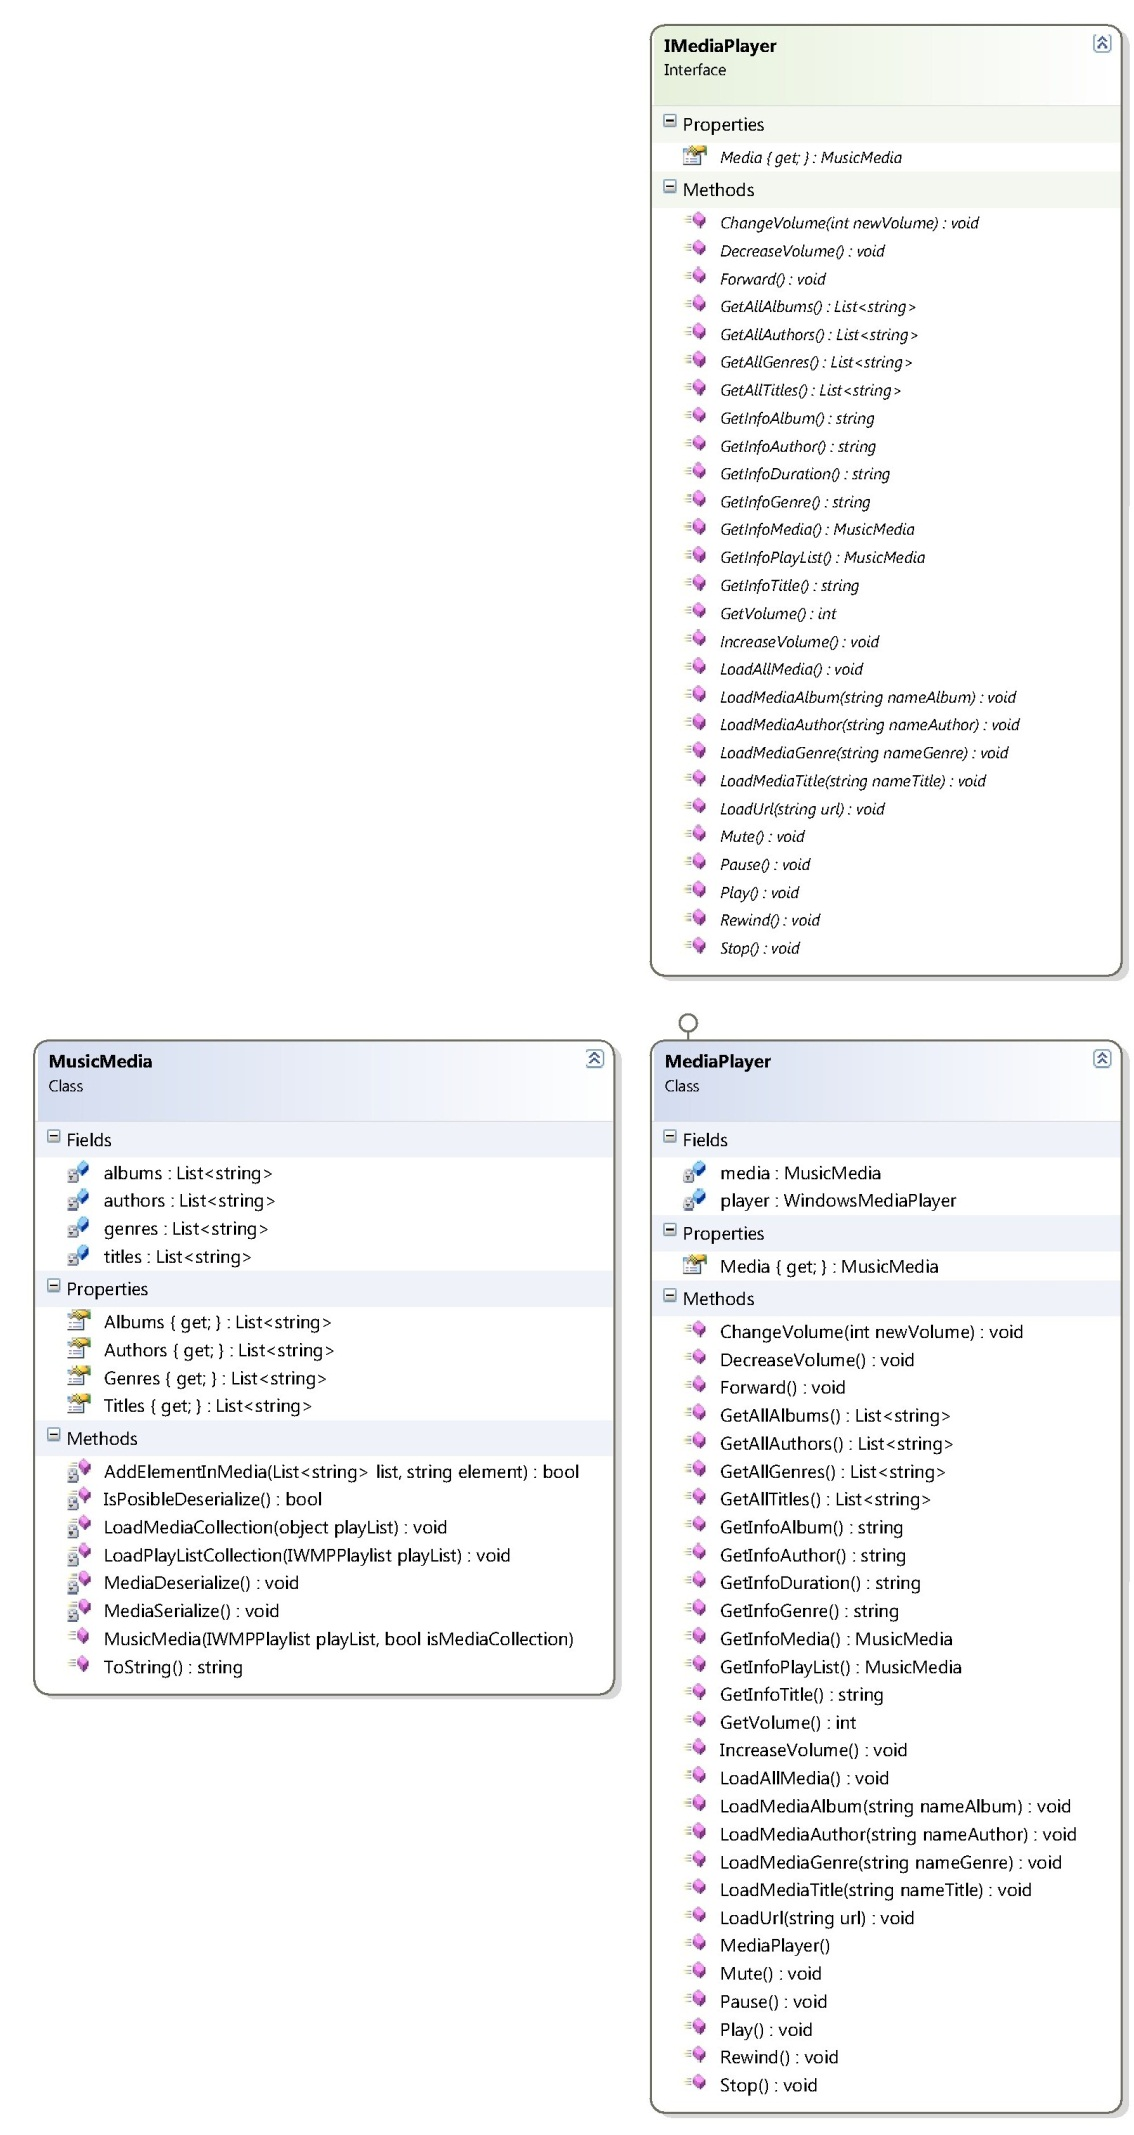 IMediaPlayer
Interface
Properties
Media { get; } : MusicMedia
Methods
ChangeVolume(int newVolume) : void
DecreaseVolume() : void
Forward() : void
GetAllAlbums() : List<string>
GetAllAuthors() : List<string>
GetAllGenres() : List<string>
GetAllTitles() : List<string>
GetInfoAlbum() : string
GetInfoAuthor() : string
GetInfoDuration() : string
GetInfoGenre() : string
GetInfoMedia() : MusicMedia
GetInfoPlayList() : MusicMedia
GetInfoTitle() : string
GetVolume() : int
IncreaseVolume() : void
LoadAllMedia() : void
LoadMediaAlbum(string nameAlbum) : void
LoadMediaAuthor(string nameAuthor) : void
LoadMediaGenre(string nameGenre) : void
LoadMediaTitle(string nameTitle) : void
LoadUrl(string url) : void
Mute() : void
Pause() : void
Play() : void
Rewind() : void
Stop() : void
MusicMedia
Class
Fields
albums : List<string>
authors : List<string>
genres : List<string>
titles : List<string>
Properties
Albums { get; } : List<string>
Authors { get; } : List<string>
Genres { get; } : List<string>
Titles { get; } : List<string>
Methods
AddElementInMedia(List<string> list, string element) : bool
IsPosibleDeserialize() : bool
LoadMediaCollection(object playList) : void
LoadPlayListCollection(IWMPPlaylist playList) : void
MediaDeserialize() : void
MediaSerialize() : void
MusicMedia(IWMPPlaylist playList, bool isMediaCollection)
ToString() : string
MediaPlayer
Class
Fields
media : MusicMedia
player : WindowsMediaPlayer
Properties
Media { get; } : MusicMedia
Methods
ChangeVolume(int newVolume) : void
DecreaseVolume() : void
Forward() : void
GetAllAlbums() : List<string>
GetAllAuthors() : List<string>
GetAllGenres() : List<string>
GetAllTitles() : List<string>
GetInfoAlbum() : string
GetInfoAuthor() : string
GetInfoDuration() : string
GetInfoGenre() : string
GetInfoMedia() : MusicMedia
GetInfoPlayList() : MusicMedia
GetInfoTitle() : string
GetVolume() : int
IncreaseVolume() : void
LoadAllMedia() : void
LoadMediaAlbum(string nameAlbum) : void
LoadMediaAuthor(string nameAuthor) : void
LoadMediaGenre(string nameGenre) : void
LoadMediaTitle(string nameTitle) : void
LoadUrl(string url) : void
MediaPlayer()
Mute() : void
Pause() : void
Play() : void
Rewind() : void
Stop() : void